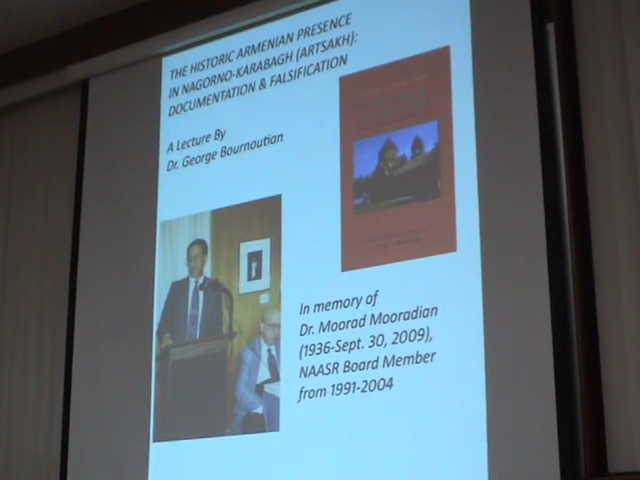 THE HISTORIC ARMENIAN PRESENCE
IN NAGORNO-KARABAGH (ARTSAKH):
DOCUMENTATION & FALSIFICATION
A Lecture By
Dr. George Bournoutian
In memory of
Dr. Moorad Mooradian
(1936-Sept. 30, 2009),
NAASR Board Member
from 1991-2004